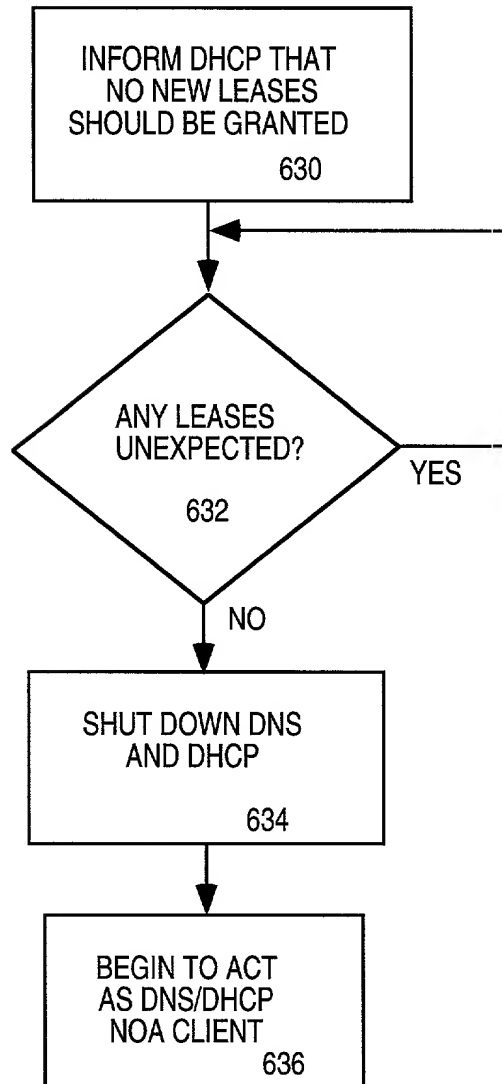 INFORM DHCP THAT
NO NEW LEASES
SHOULD BE GRANTED
630
ANY LEASES
UNEXPECTED?
632
YES
NO
SHUT DOWN DNS
AND DHCP
634
BEGIN TO ACT
AS DNS/DHCP
NOA CLIENT
636